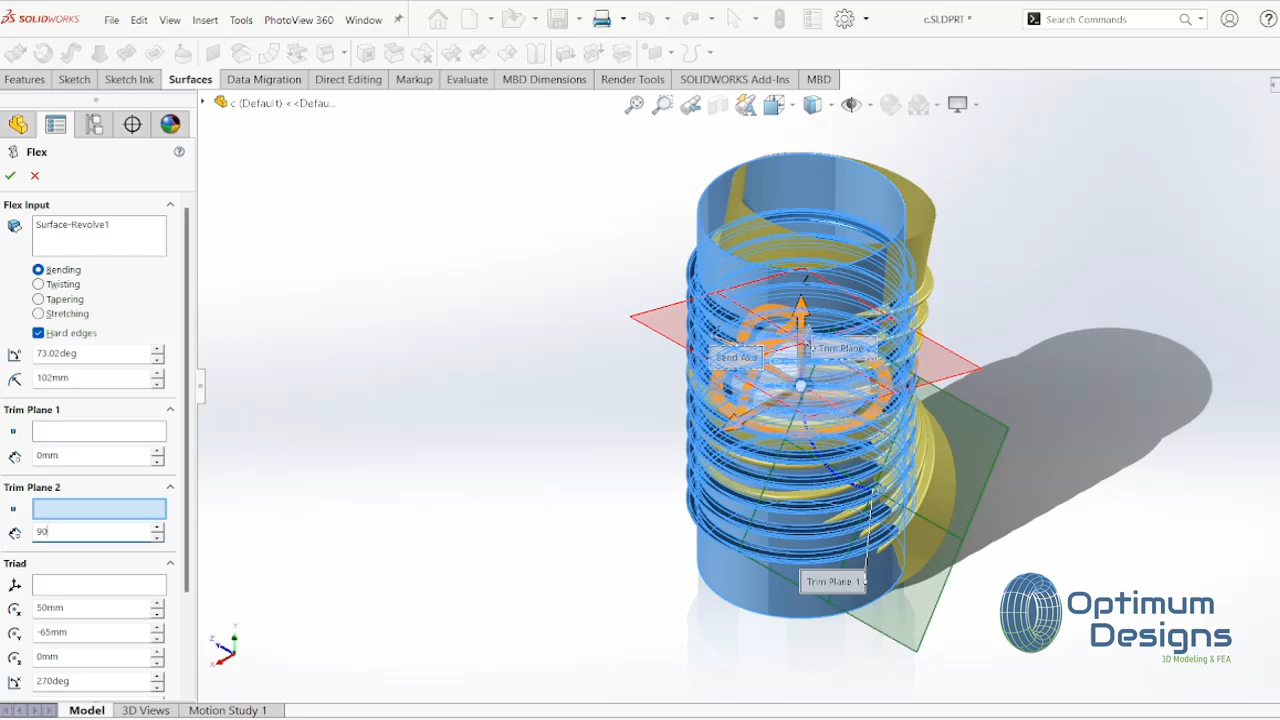 SOLIDWORKS File Edit View Insert Tools PhotoView 360 Window c.SLDPRT * Search Commands
Features Sketch Sketch Ink Surfaces Data Migration Direct Editing Markup Evaluate MBD Dimensions Render Tools SOLIDWORKS Add-Ins MBD
c (Default) <<Defau...
Flex
Flex Input
Surface-Revolve1
Bending
Twisting
Tapering
Stretching
Hard edges
73.02deg
102mm
Trim Plane 1
0mm
Trim Plane 2
90
Triad
50mm
-65mm
0mm
270deg
Trim Plane
Bend Axis
Trim Plane 1
Z
Y
X
Optimum
Designs
3D Modeling & FEA
Model 3D Views Motion Study 1